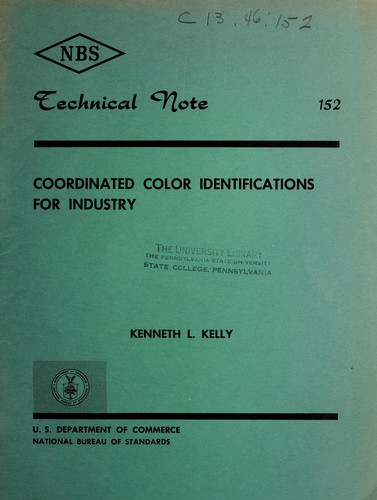 C 13.46:152
NBS
Technical Note 152
COORDINATED COLOR IDENTIFICATIONS
FOR INDUSTRY
THE UNIVERSITY LIBRARY
THE PENNSYLVANIA STATE UNIVERSITY
STATE COLLEGE, PENNSYLVANIA
KENNETH L. KELLY
U. S. DEPARTMENT OF COMMERCE
NATIONAL BUREAU OF STANDARDS